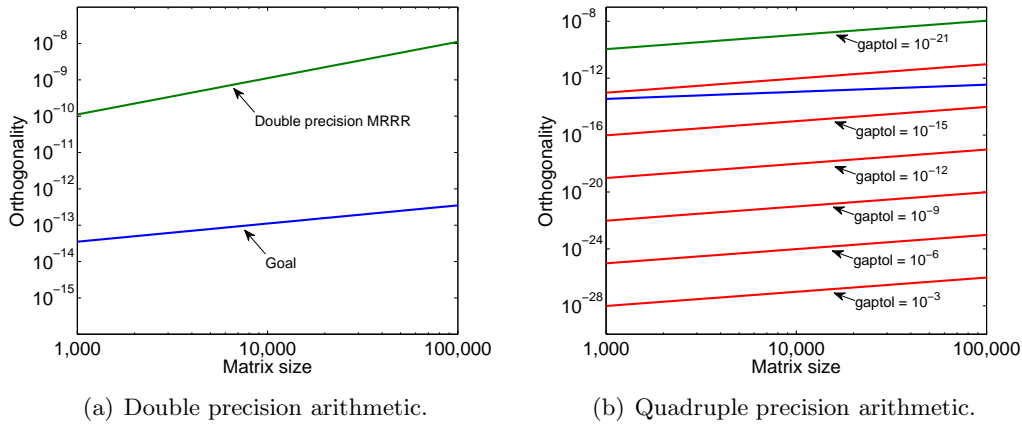 10^−8
10^−9
10^−10
10^−11
10^−12
10^−13
10^−14
10^−15
Orthogonality
Double precision MRRR
Goal
1,000 10,000 100,000
Matrix size
(a) Double precision arithmetic.
10^−8
10^−12
10^−16
10^−20
10^−24
10^−28
Orthogonality
gaptol = 10^−21
gaptol = 10^−15
gaptol = 10^−12
gaptol = 10^−9
gaptol = 10^−6
gaptol = 10^−3
1,000 10,000 100,000
Matrix size
(b) Quadruple precision arithmetic.